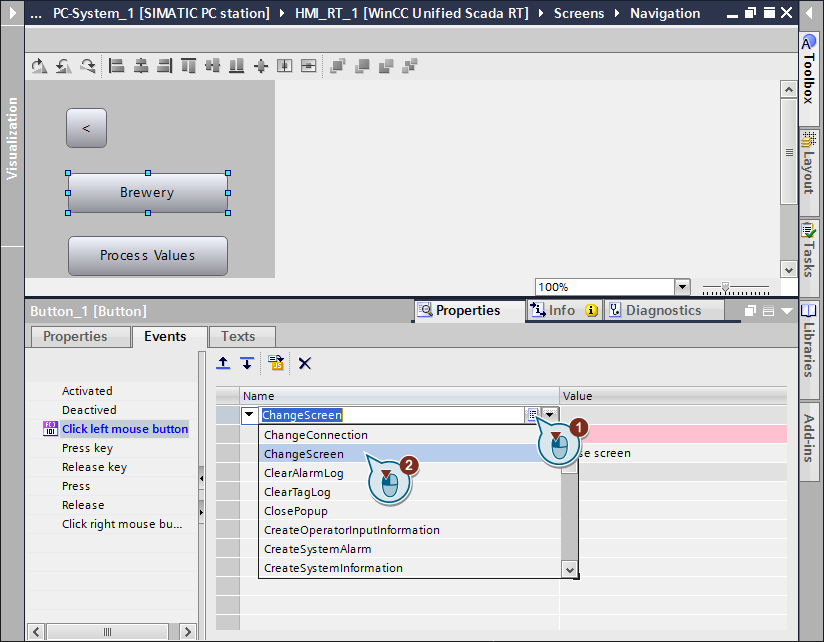 ... PC-System_1 [SIMATIC PC station] HMI_RT_1 [WinCC Unified Scada RT] Screens Navigation
Visualization
Toolbox
Layout
Tasks
Libraries
Add-ins
<
Brewery
Process Values
100%
Button_1 [Button]
Properties
Info
Diagnostics
Properties
Events
Texts
Activated
Deactived
Click left mouse button
Press key
Release key
Press
Release
Click right mouse bu...
Name
Value
ChangeScreen
1
ChangeConnection
ChangeScreen
se screen
2
ClearAlarmLog
ClearTagLog
ClosePopup
CreateOperatorInputInformation
CreateSystemAlarm
CreateSystemInformation